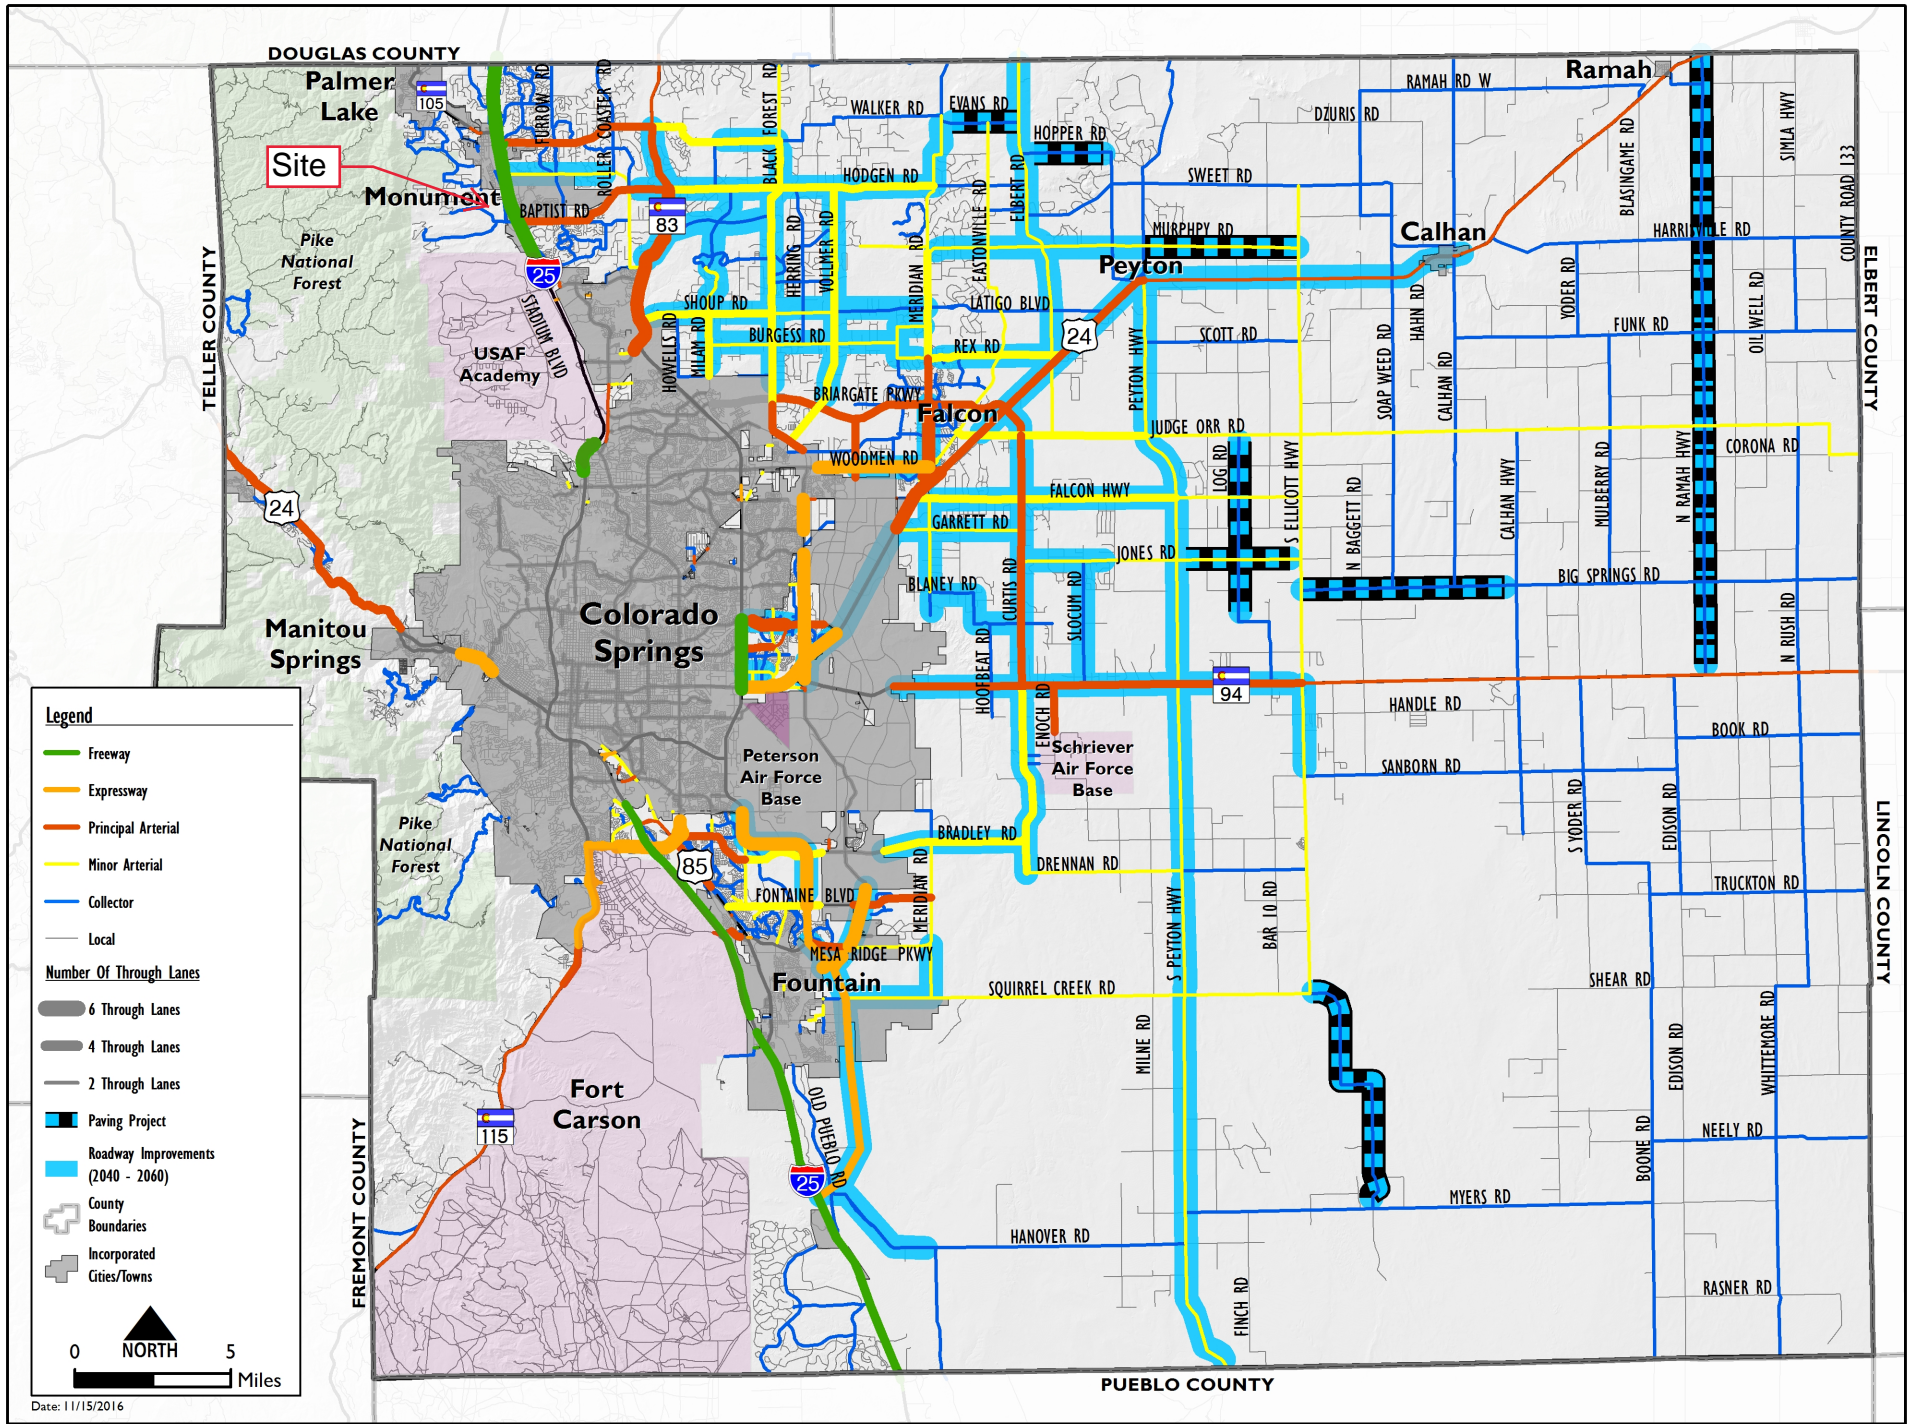 DOUGLAS COUNTY
Palmer
Lake
105
Site
Monument
FURROW RD
ROLLER COASTER RD
BLACK FOREST RD
WALKER RD
EVANS RD
HOPPER RD
DZURIS RD
RAMAH RD W
Ramah
BLASINGAME RD
SIMLA HWY
COUNTY ROAD 133
HODGEN RD
SWEET RD
BAPTIST RD
83
Pike
National
Forest
HERRING RD
VOLLMER RD
MERIDIAN RD
EASTONVILLE RD
ELBERT RD
MURPHPY RD
Peyton
Calhan
HARRISVILLE RD
25
STADIUM BLVD
TELLER COUNTY
ELBERT COUNTY
USAF
Academy
HOWELLS RD
MILAM RD
SHOUP RD
BURGESS RD
LATIGO BLVD
REX RD
24
PEYTON HWY
SCOTT RD
SOAP WEED RD
HAHN RD
CALHAN RD
YODER RD
FUNK RD
OIL WELL RD
BRIARGATE PKWY
Falcon
JUDGE ORR RD
WOODMEN RD
LOG RD
S ELLICOTT HWY
N BAGGETT RD
CALHAN HWY
MULBERRY RD
N RAMAH HWY
CORONA RD
24
FALCON HWY
GARRETT RD
JONES RD
BLANEY RD
CURTIS RD
SLOCUM RD
HOOFBEAT RD
BIG SPRINGS RD
N RUSH RD
Colorado
Springs
Manitou
Springs
94
ENOCH RD
HANDLE RD
BOOK RD
Schriever
Air Force
Base
Peterson
Air Force
Base
SANBORN RD
S YODER RD
EDISON RD
LINCOLN COUNTY
Pike
National
Forest
85
BRADLEY RD
DRENNAN RD
FONTAINE BLVD
MERIDIAN RD
TRUCKTON RD
S PEYTON HWY
BAR 10 RD
MESA RIDGE PKWY
Fountain
SQUIRREL CREEK RD
SHEAR RD
MILNE RD
EDISON RD
WHITTEMORE RD
Fort
Carson
115
OLD PUEBLO RD
25
BOONE RD
NEELY RD
MYERS RD
HANOVER RD
FINCH RD
RASNER RD
FREMONT COUNTY
PUEBLO COUNTY
Legend
Freeway
Expressway
Principal Arterial
Minor Arterial
Collector
Local
Number Of Through Lanes
6 Through Lanes
4 Through Lanes
2 Through Lanes
Paving Project
Roadway Improvements
(2040 - 2060)
County
Boundaries
Incorporated
Cities/Towns
NORTH
0 5
Miles
Date: 11/15/2016